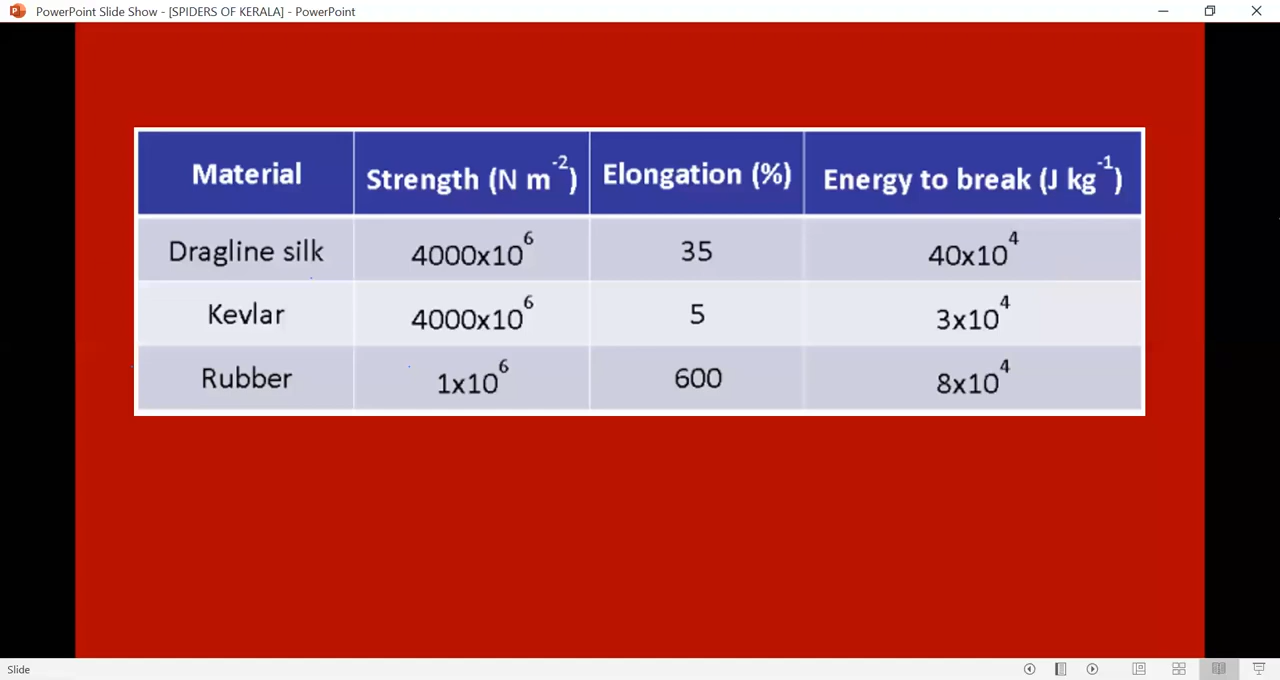 PowerPoint Slide Show - [SPIDERS OF KERALA] - PowerPoint
Material Strength (N m⁻²) Elongation (%) Energy to break (J kg⁻¹)
Dragline silk 4000x10⁶ 35 40x10⁴
Kevlar 4000x10⁶ 5 3x10⁴
Rubber 1x10⁶ 600 8x10⁴
Slide